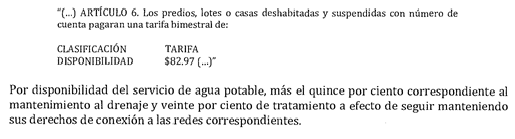 "(...) ARTÍCULO 6. Los predios, lotes o casas deshabitadas y suspendidas con número de
cuenta pagaran una tarifa bimestral de:
CLASIFICACIÓN TARIFA
DISPONIBILIDAD $82.97 (...)"
Por disponibilidad del servicio de agua potable, más el quince por ciento correspondiente al
mantenimiento al drenaje y veinte por ciento de tratamiento a efecto de seguir manteniendo
sus derechos de conexión a las redes correspondientes.